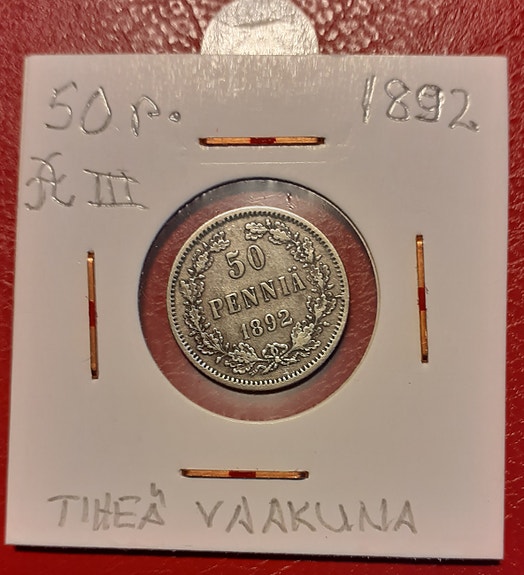 50 p. 1892
A III
50
PENNIÄ
1892
TIHEÄ VAAKUNA